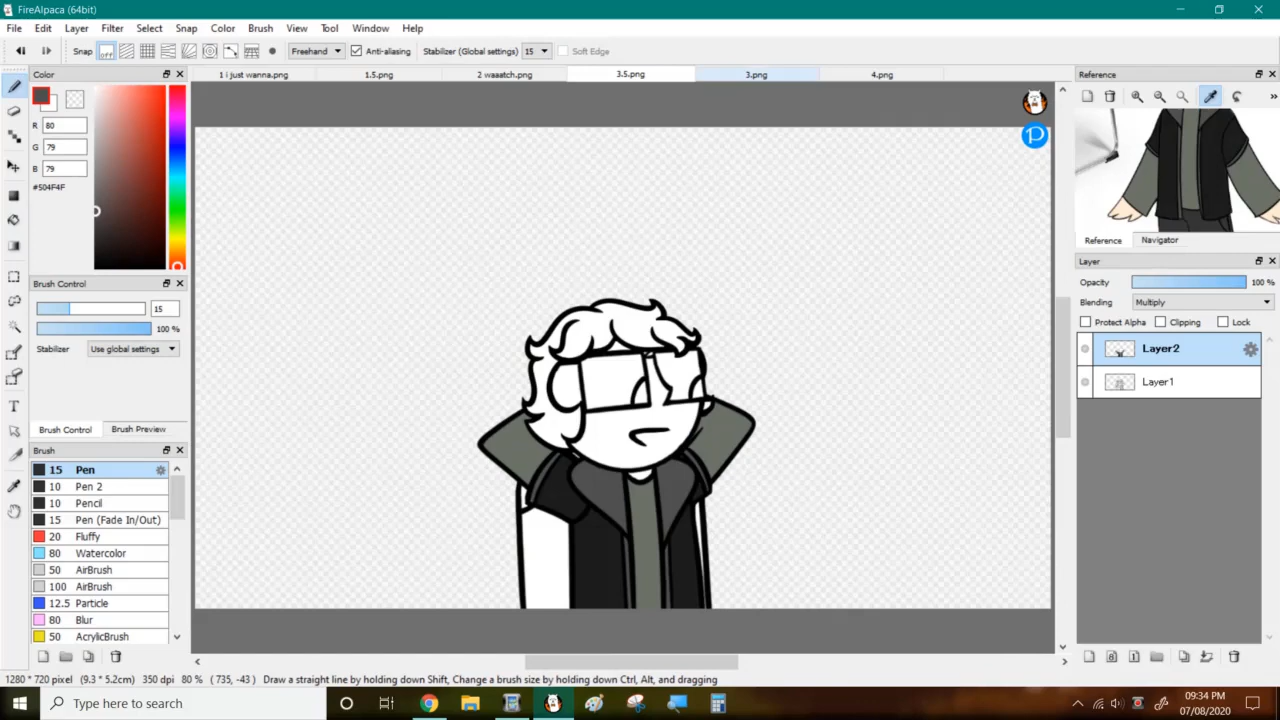 FireAlpaca (64bit)
File Edit Layer Filter Select Snap Color Brush View Tool Window Help
Snap off Freehand Anti-aliasing Stabilizer (Global settings) 15 Soft Edge
Color 1 i just wanna.png 1.5.png 2 waaatch.png 3.5.png 3.png 4.png Reference
R 80
G 79
B 79
#504F4F
Reference Navigator
Layer
Opacity 100 %
Blending Multiply
Protect Alpha Clipping Lock
Layer2
Layer1
Brush Control
15
100 %
Stabilizer Use global settings
Brush Control Brush Preview
Brush
15 Pen
10 Pen 2
10 Pencil
15 Pen (Fade In/Out)
20 Fluffy
80 Watercolor
50 AirBrush
100 AirBrush
12.5 Particle
80 Blur
50 AcrylicBrush
1280 * 720 pixel (9.3 * 5.2cm) 350 dpi 80 % (735, -43) Draw a straight line by holding down Shift, Change a brush size by holding down Ctrl, Alt, and dragging
Type here to search
09:34 PM
07/08/2020